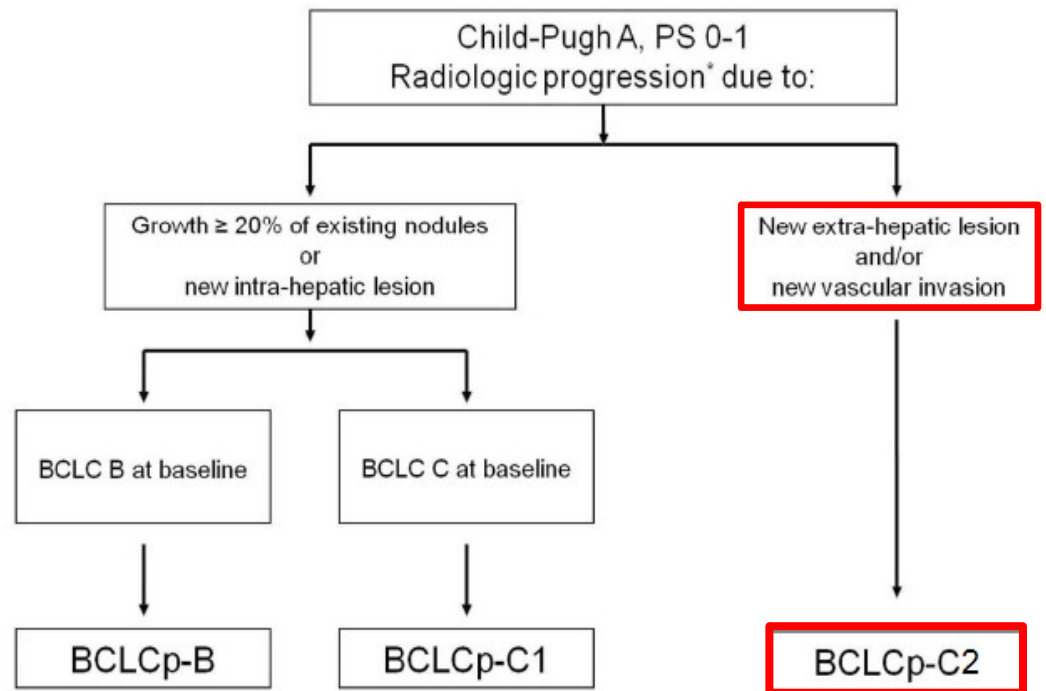 Child-Pugh A, PS 0-1
Radiologic progression* due to:
Growth ≥ 20% of existing nodules
or
new intra-hepatic lesion
New extra-hepatic lesion
and/or
new vascular invasion
BCLC B at baseline
BCLC C at baseline
BCLCp-B
BCLCp-C1
BCLCp-C2